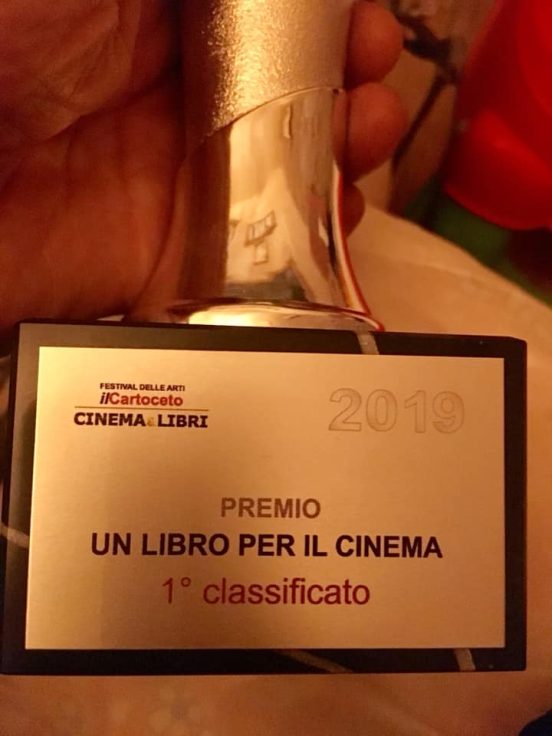 FESTIVAL DELLE ARTI
ilCartoceto
CINEMA&LIBRI
2019
PREMIO
UN LIBRO PER IL CINEMA
1° classificato